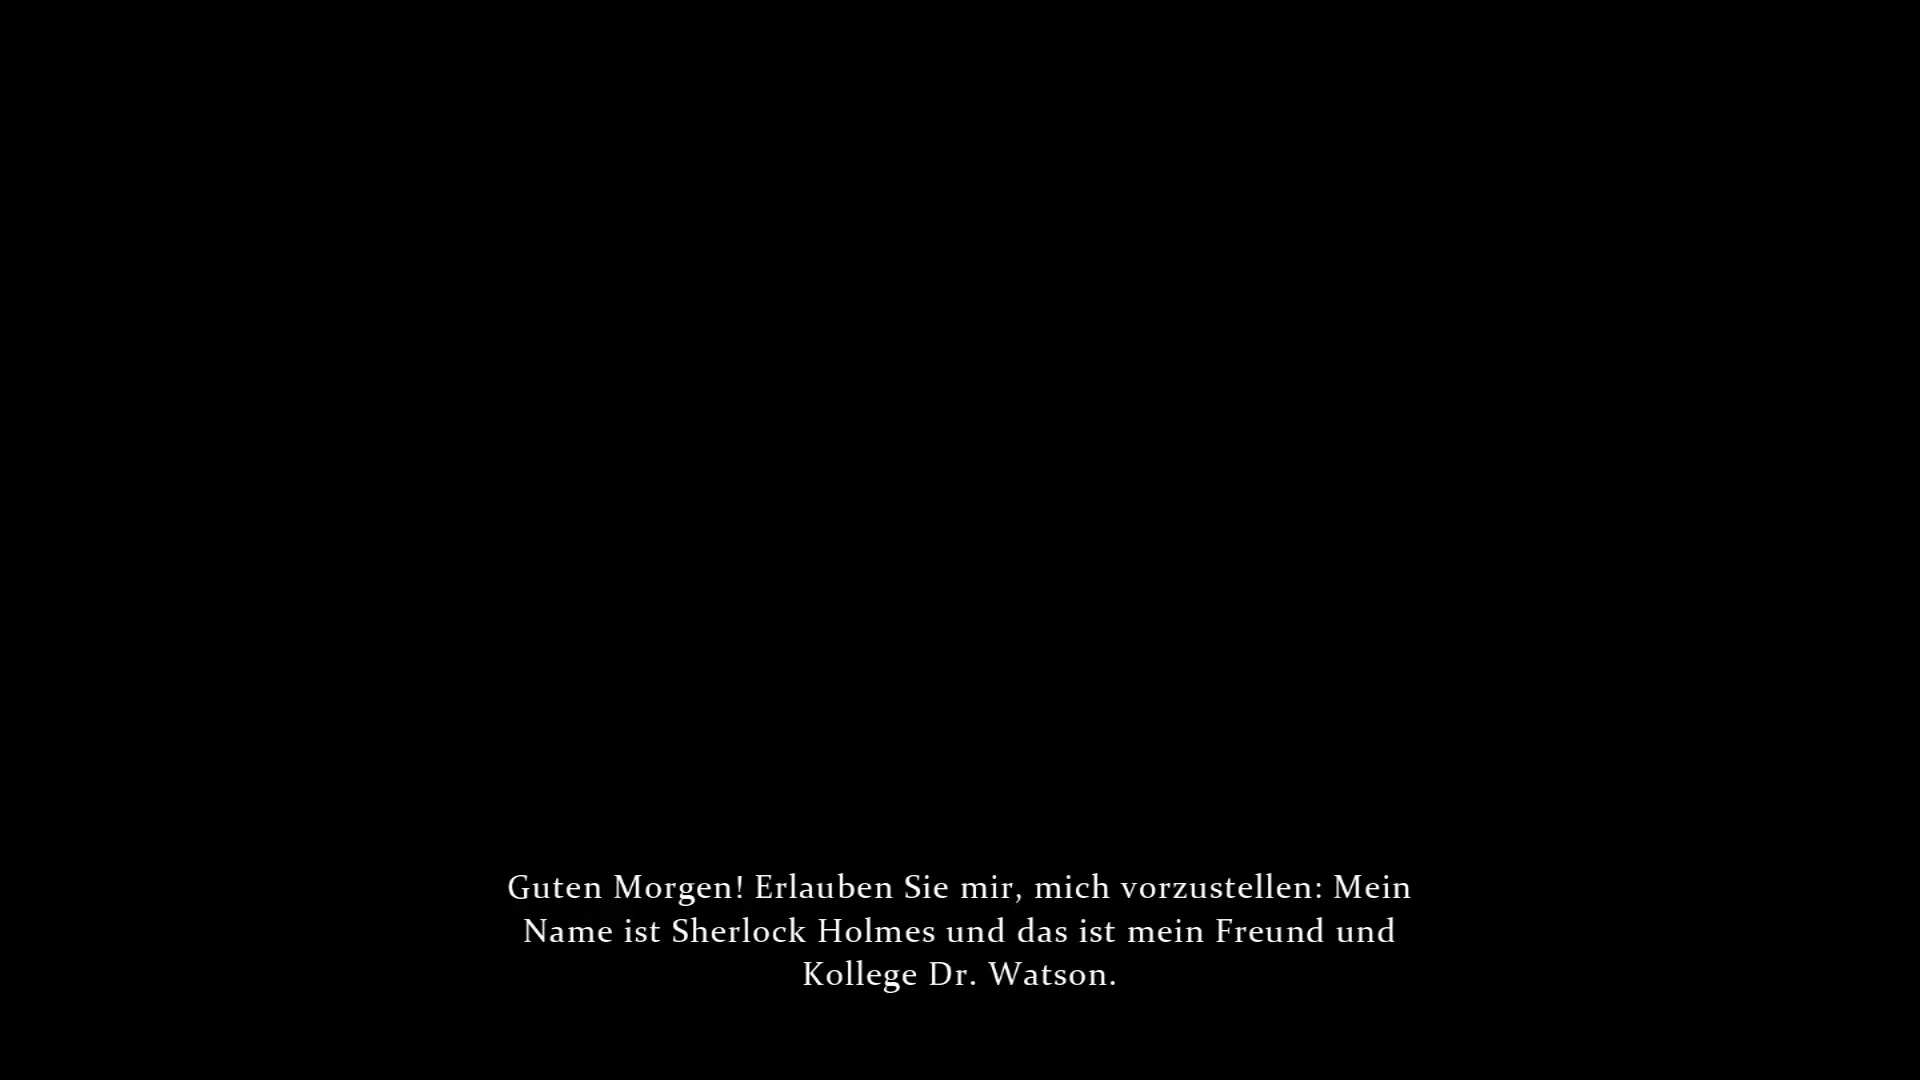 Guten Morgen! Erlauben Sie mir, mich vorzustellen: Mein
Name ist Sherlock Holmes und das ist mein Freund und
Kollege Dr. Watson.